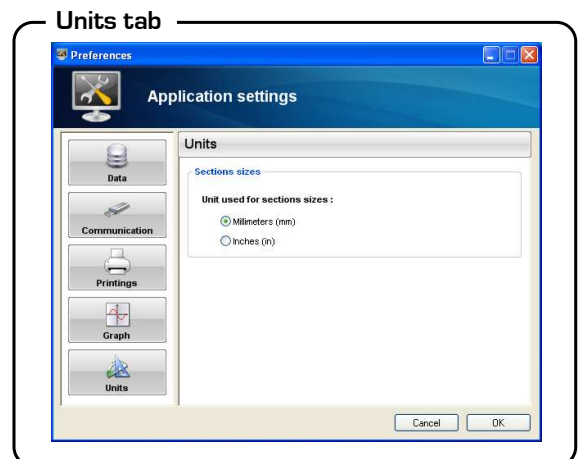 Units tab
Preferences
Application settings
Data
Communication
Printings
Graph
Units
Units
Sections sizes
Unit used for sections sizes :
Millimeters (mm)
Inches (in)
Cancel
OK